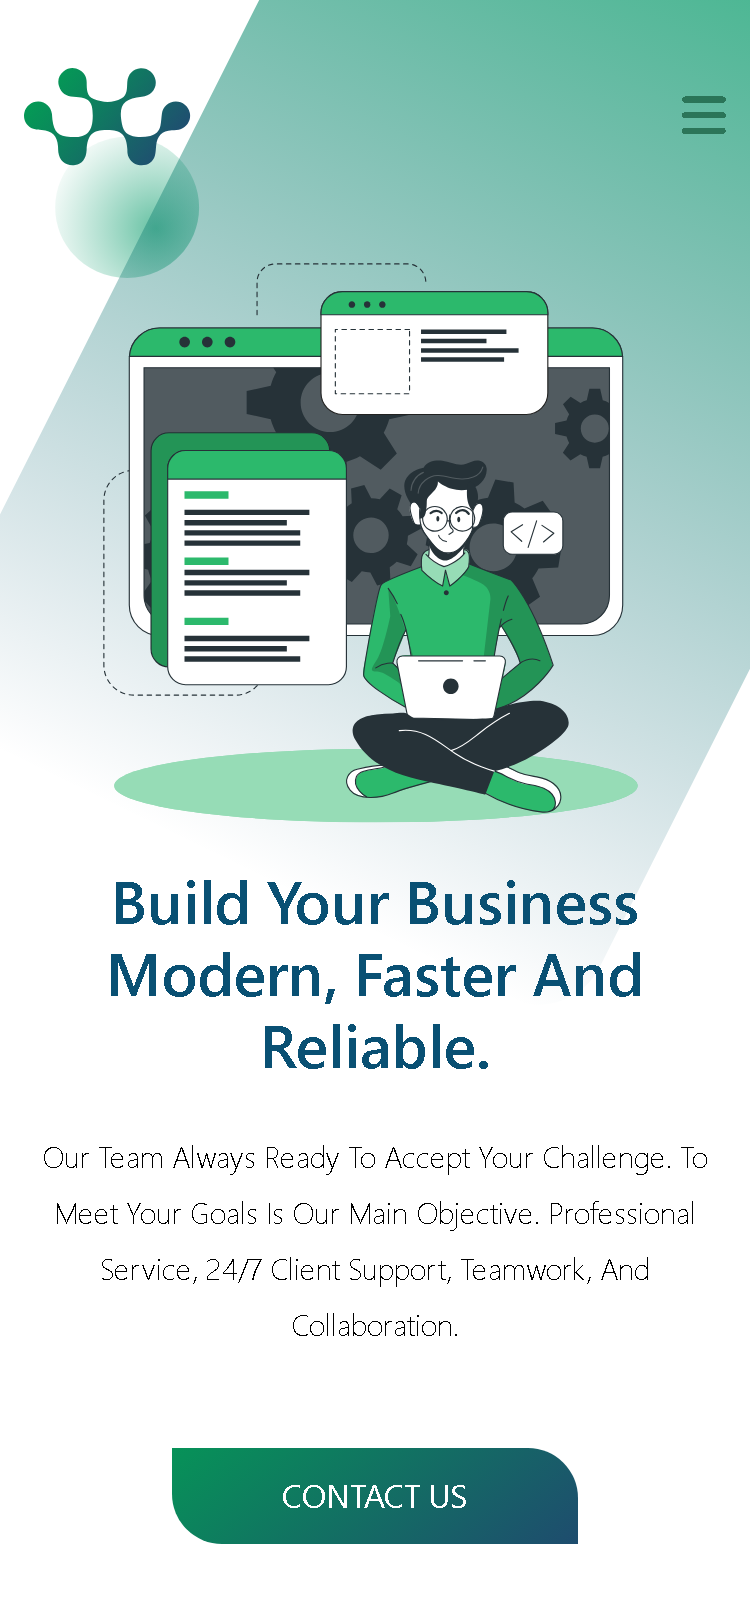 </>
Build Your Business
Modern, Faster And
Reliable.
Our Team Always Ready To Accept Your Challenge. To
Meet Your Goals Is Our Main Objective. Professional
Service, 24/7 Client Support, Teamwork, And
Collaboration.
CONTACT US